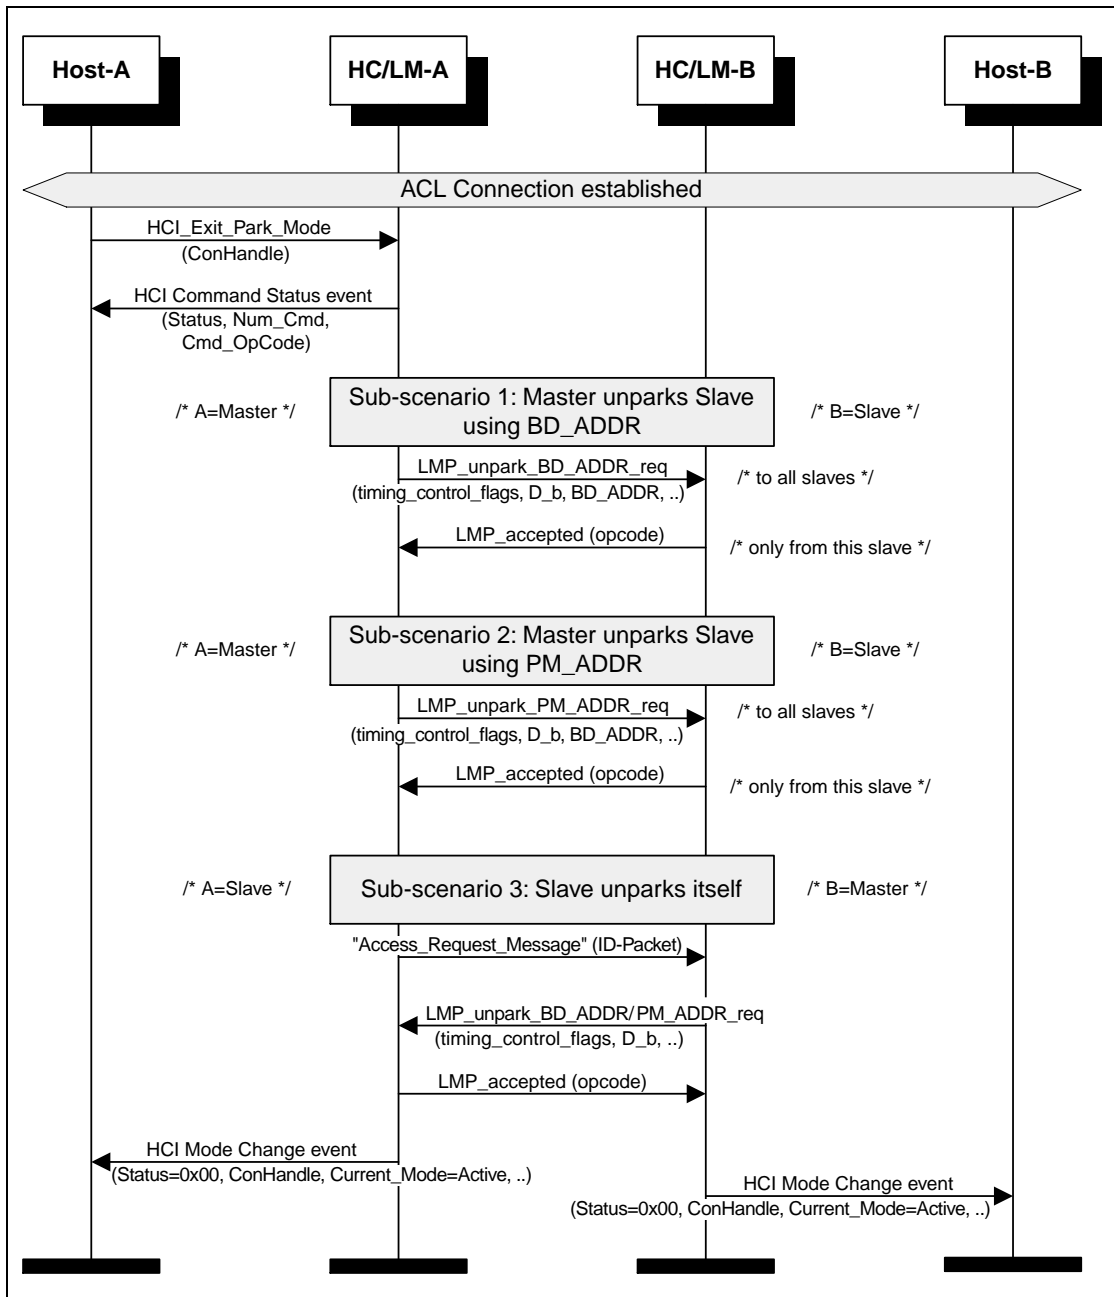 Host-A
HC/LM-A
HC/LM-B
Host-B
ACL Connection established
HCI_Exit_Park_Mode
(ConHandle)
HCI Command Status event
(Status, Num_Cmd,
Cmd_OpCode)
/* A=Master */
Sub-scenario 1: Master unparks Slave
using BD_ADDR
/* B=Slave */
LMP_unpark_BD_ADDR_req
(timing_control_flags, D_b, BD_ADDR, ..)
/* to all slaves */
LMP_accepted (opcode)
/* only from this slave */
/* A=Master */
Sub-scenario 2: Master unparks Slave
using PM_ADDR
/* B=Slave */
LMP_unpark_PM_ADDR_req
(timing_control_flags, D_b, BD_ADDR, ..)
/* to all slaves */
LMP_accepted (opcode)
/* only from this slave */
/* A=Slave */
Sub-scenario 3: Slave unparks itself
/* B=Master */
"Access_Request_Message" (ID-Packet)
LMP_unpark_BD_ADDR/PM_ADDR_req
(timing_control_flags, D_b, ..)
LMP_accepted (opcode)
HCI Mode Change event
(Status=0x00, ConHandle, Current_Mode=Active, ..)
HCI Mode Change event
(Status=0x00, ConHandle, Current_Mode=Active, ..)